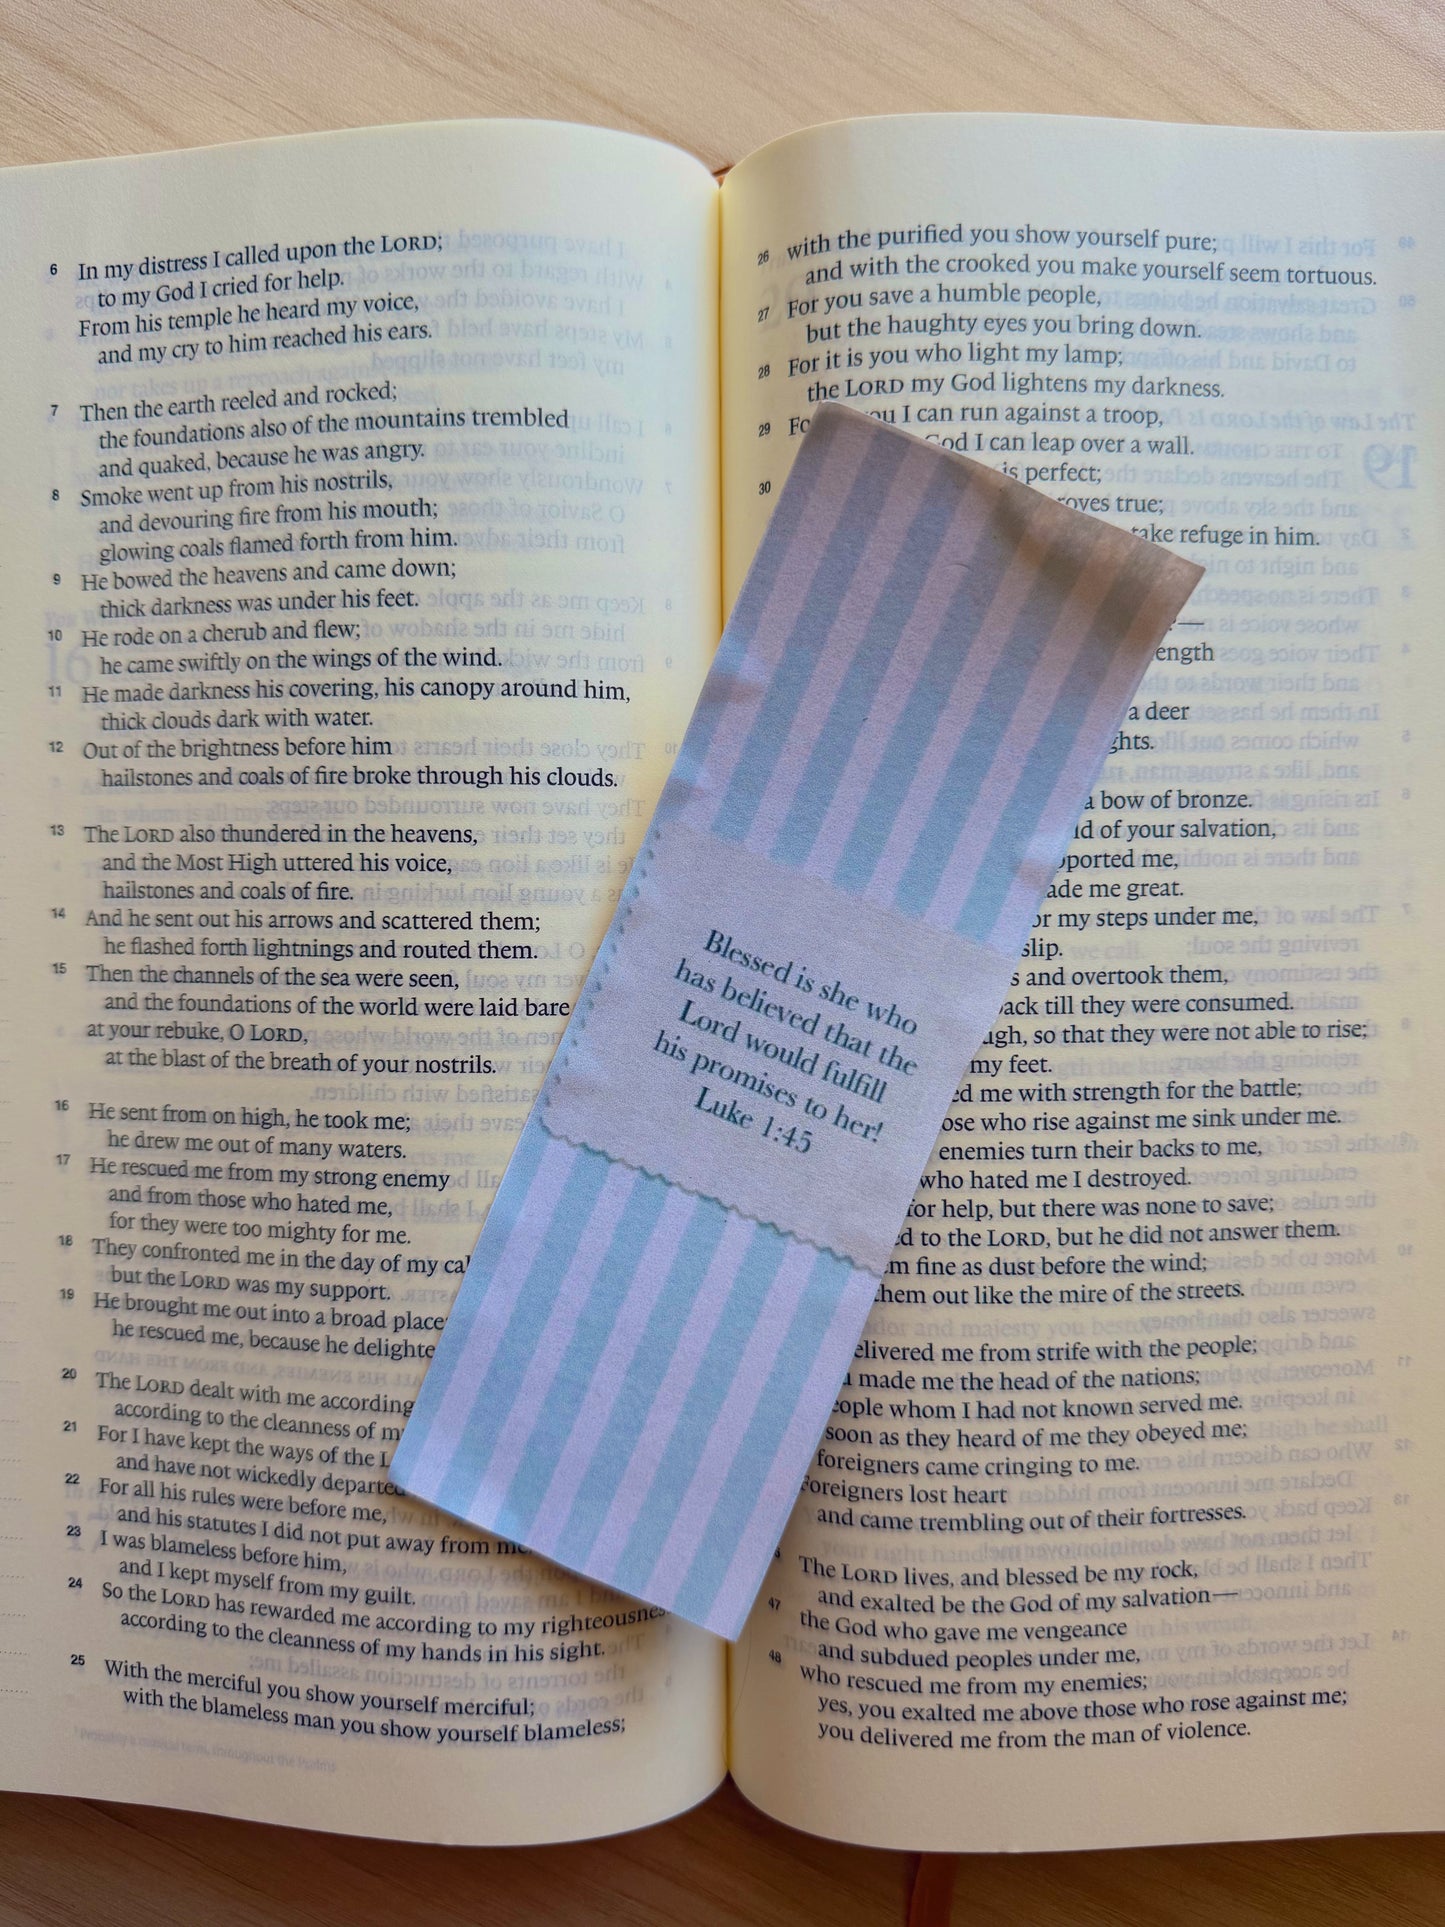 6 In my distress I called upon the LORD;
to my God I cried for help.
From his temple he heard my voice,
and my cry to him reached his ears.
7 Then the earth reeled and rocked;
the foundations also of the mountains trembled
and quaked, because he was angry.
8 Smoke went up from his nostrils,
and devouring fire from his mouth;
glowing coals flamed forth from him.
9 He bowed the heavens and came down;
thick darkness was under his feet.
10 He rode on a cherub and flew;
he came swiftly on the wings of the wind.
11 He made darkness his covering, his canopy around him,
thick clouds dark with water.
12 Out of the brightness before him
hailstones and coals of fire broke through his clouds.
13 The LORD also thundered in the heavens,
and the Most High uttered his voice,
hailstones and coals of fire.
14 And he sent out his arrows and scattered them;
he flashed forth lightnings and routed them.
15 Then the channels of the sea were seen,
and the foundations of the world were laid bare
at your rebuke, O LORD,
at the blast of the breath of your nostrils.
16 He sent from on high, he took me;
he drew me out of many waters.
17 He rescued me from my strong enemy
and from those who hated me,
for they were too mighty for me.
18 They confronted me in the day of my
but the LORD was my support.
19 He brought me out into a broad place
he rescued me, because he
20 The LORD dealt with me according
according to the cleanness of
21 For I have kept the ways of the
and have not wickedly departed
22 For all his rules were before me,
and his statutes I did not put away from me.
23 I was blameless before him,
and I kept myself from my guilt.
24 So the LORD has rewarded me according to my
according to the cleanness of my hands in his sight.
25 With the merciful you show yourself merciful;
with the blameless man you show yourself blameless;
1 Probably a musical term, throughout the Psalms
Blessed is she who
has believed that the
Lord would fulfill
his promises to her!
Luke 1:45
26 with the purified you show yourself pure;
and with the crooked you make yourself seem tortuous.
27 For you save a humble people,
but the haughty eyes you bring down.
28 For it is you who light my lamp;
the LORD my God lightens my darkness.
29 you I can run against a troop,
God I can leap over a wall.
30 is perfect;
true;
take refuge in him.
a deer
a bow of bronze.
of your salvation,
me,
me great.
my steps under me,
slip.
and overtook them,
till they were consumed.
so that they were not able to rise;
my feet.
me with strength for the battle;
who rise against me sink under me.
enemies turn their backs to me,
who hated me I destroyed.
for help, but there was none to save;
to the LORD, but he did not answer them.
fine as dust before the wind;
them out like the mire of the streets.
me from strife with the people;
made me the head of the nations;
whom I had not known served me.
soon as they heard of me they obeyed me;
foreigners came cringing to me.
Foreigners lost heart
and came trembling out of their fortresses.
The LORD lives, and blessed be my rock,
and exalted be the God of my salvation—
47 the God who gave me vengeance
and subdued peoples under me,
48 who rescued me from my enemies;
yes, you exalted me above those who rose against me;
you delivered me from the man of violence.